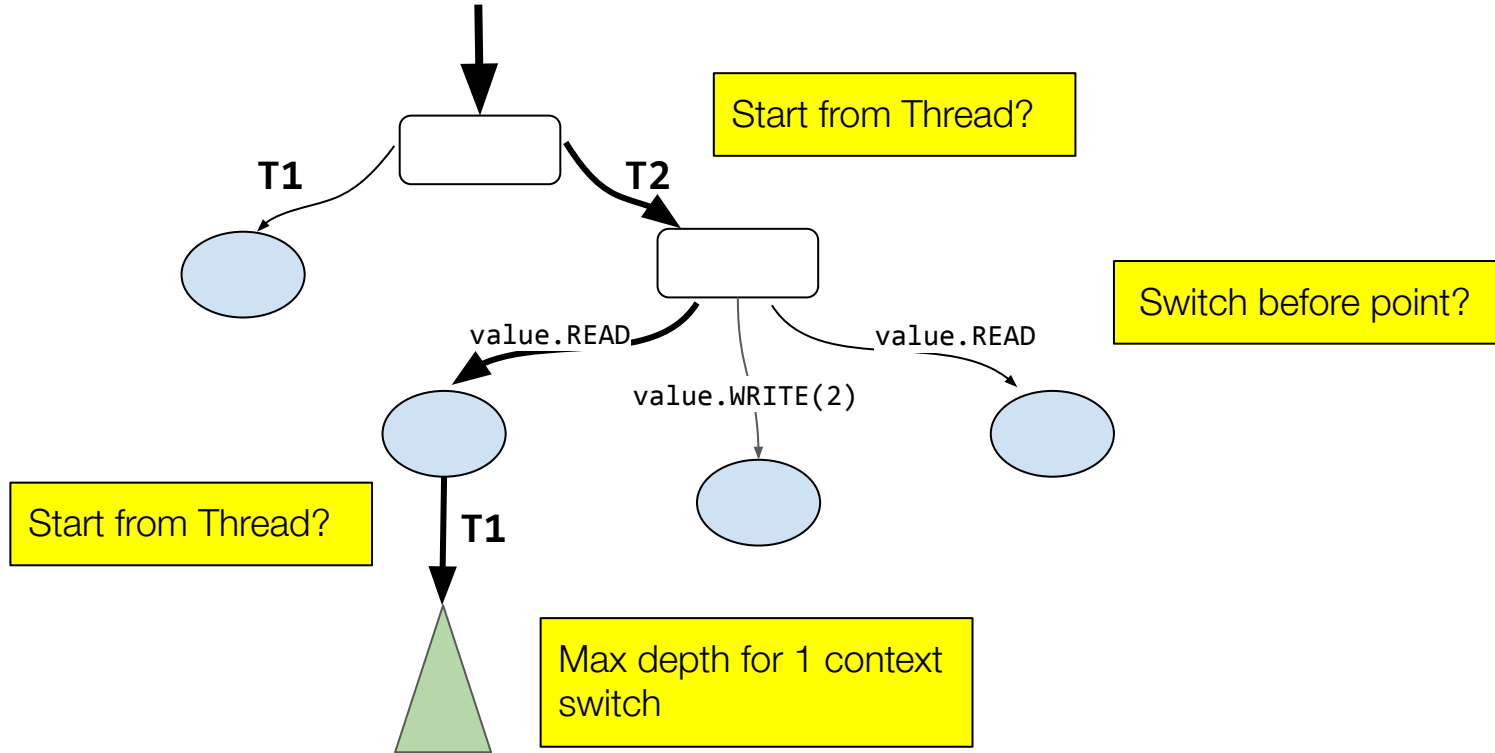 Start from Thread?
T1
T2
Switch before point?
value.READ
value.READ
value.WRITE(2)
Start from Thread?
T1
Max depth for 1 context
switch